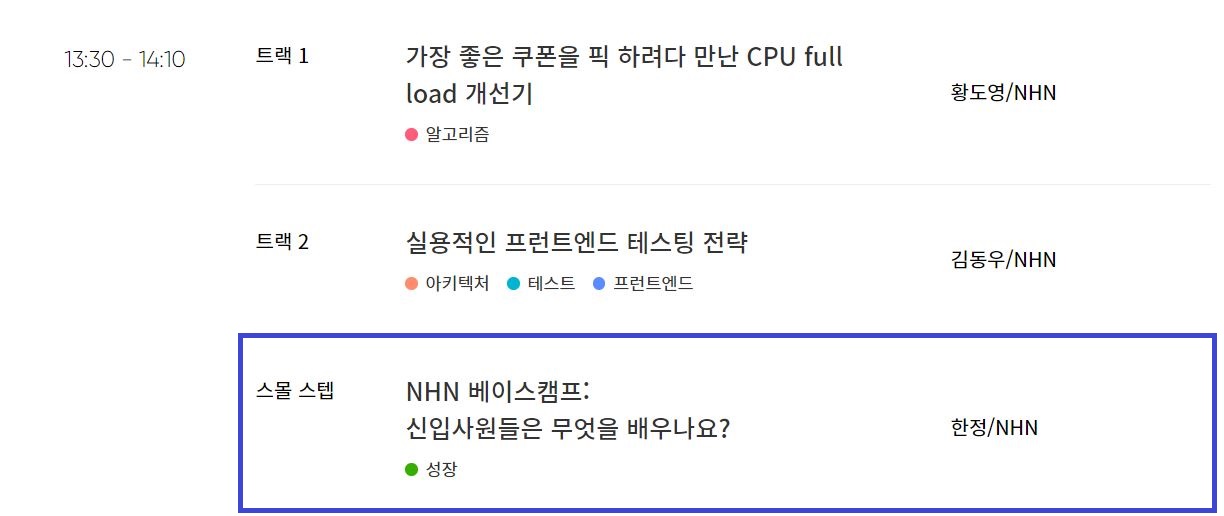 13:30 - 14:10
트랙 1
가장 좋은 쿠폰을 픽 하려다 만난 CPU full
load 개선기
황도영/NHN
알고리즘
트랙 2
실용적인 프런트엔드 테스팅 전략
김동우/NHN
아키텍처 테스트 프런트엔드
스몰 스텝
NHN 베이스캠프:
신입사원들은 무엇을 배우나요?
한정/NHN
성장